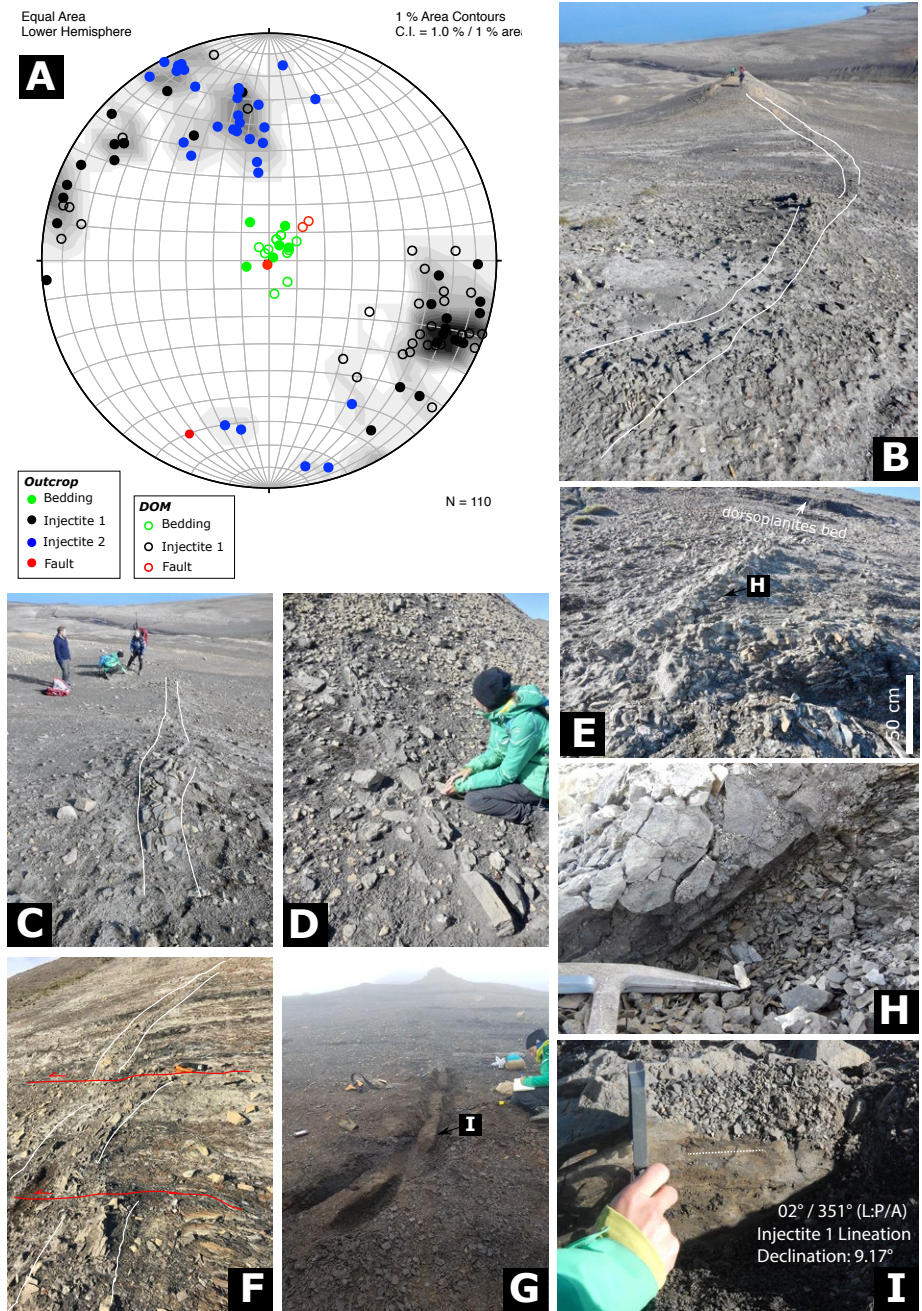 Equal Area
Lower Hemisphere
1 % Area Contours
C.I. = 1.0 % / 1 % area
A
N = 110
Outcrop
Bedding
Injectite 1
Injectite 2
Fault
DOM
Bedding
Injectite 1
Fault
B
dorsoplanites bed
H
50 cm
E
C
D
H
F
I
G
02° / 351° (L:P/A)
Injectite 1 Lineation
Declination: 9.17°
I